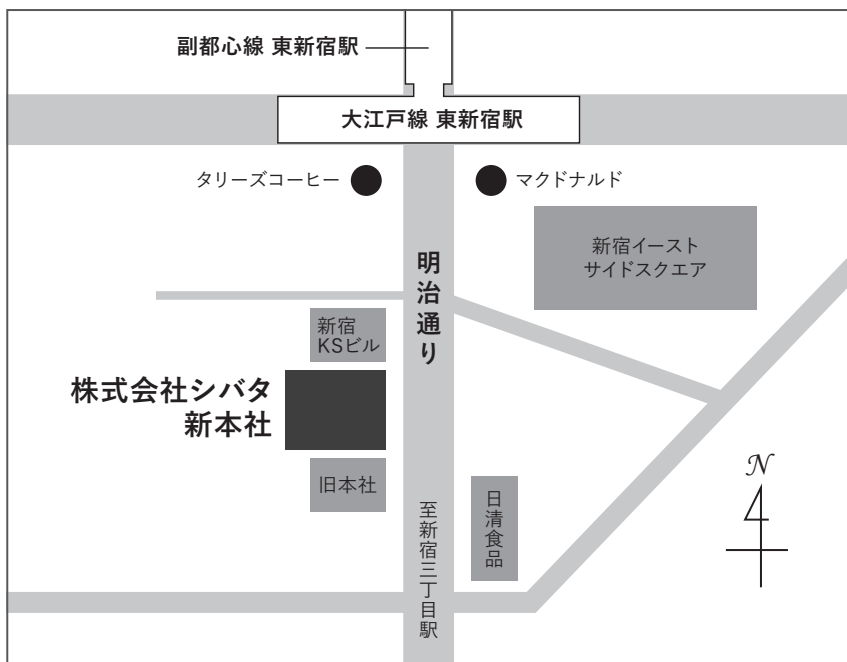 副都心線 東新宿駅
大江戸線 東新宿駅
タリーズコーヒー
マクドナルド
新宿イースト
サイドスクエア
明治通り
新宿
KSビル
株式会社シバタ
新本社
旧本社
至新宿三丁目駅
日清食品
N